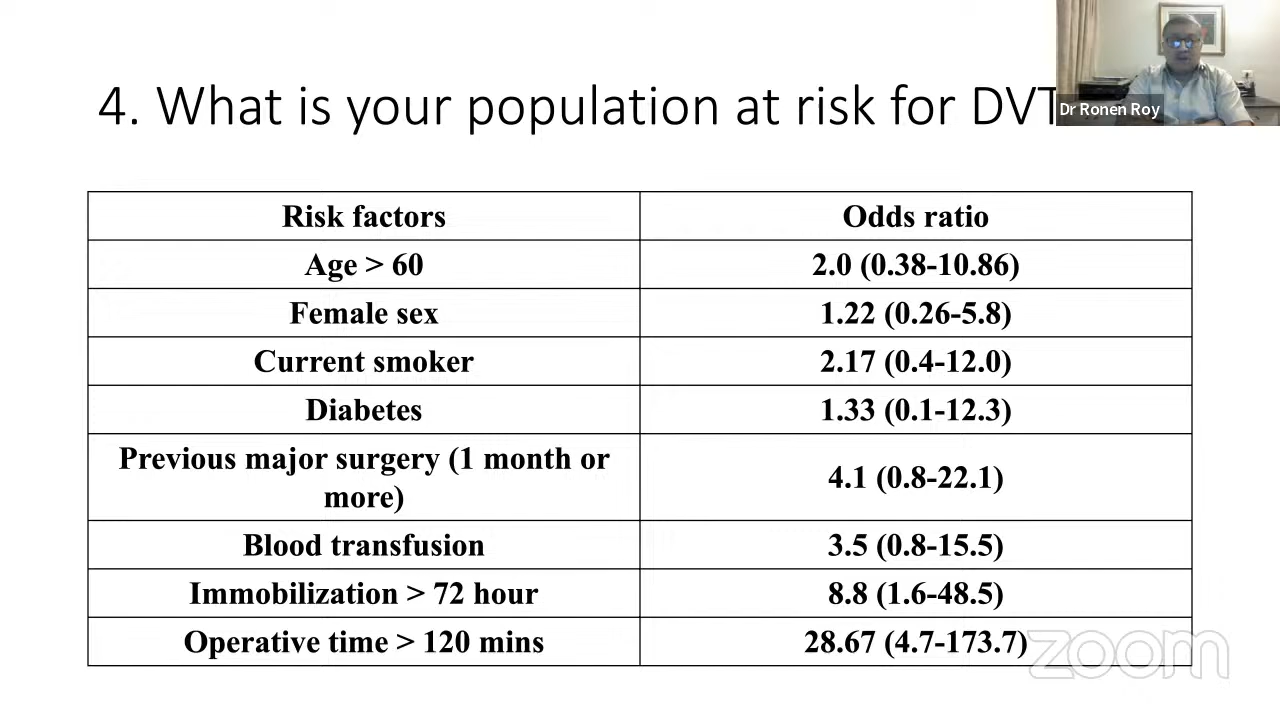 4. What is your population at risk for DVT
Dr Ronen Roy
Risk factors Odds ratio
Age > 60 2.0 (0.38-10.86)
Female sex 1.22 (0.26-5.8)
Current smoker 2.17 (0.4-12.0)
Diabetes 1.33 (0.1-12.3)
Previous major surgery (1 month or
more) 4.1 (0.8-22.1)
Blood transfusion 3.5 (0.8-15.5)
Immobilization > 72 hour 8.8 (1.6-48.5)
Operative time > 120 mins 28.67 (4.7-173.7)
zoom